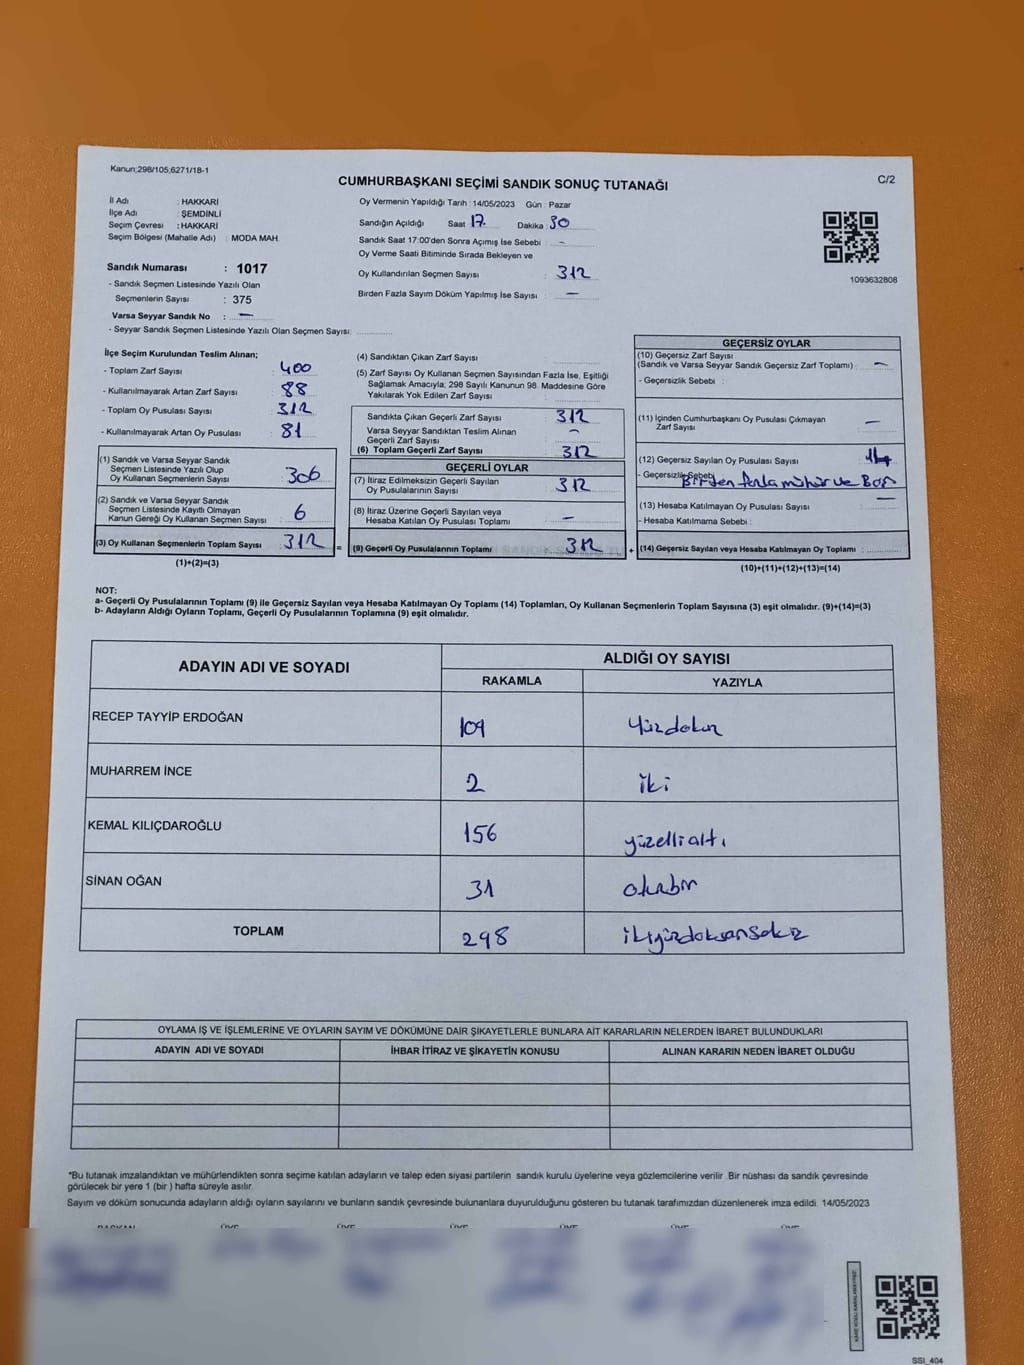 Kanun;298/105;6271/18-1
C/2
CUMHURBAŞKANI SEÇİMİ SANDIK SONUÇ TUTANAĞI
İl Adı : HAKKARİ
İlçe Adı : ŞEMDİNLİ
Seçim Çevresi : HAKKARİ
Seçim Bölgesi (Mahalle Adı) : MODA MAH.
Sandık Numarası : 1017
- Sandık Seçmen Listesinde Yazılı Olan
Seçmenlerin Sayısı : 375
Varsa Seyyar Sandık No : —
- Seyyar Sandık Seçmen Listesinde Yazılı Olan Seçmen Sayısı:
Oy Vermenin Yapıldığı Tarih :14/05/2023 Gün : Pazar
Sandığın Açıldığı Saat 17. Dakika 30
Sandık Saat 17:00'den Sonra Açımış İse Sebebi : –
Oy Verme Saati Bitiminde Sırada Bekleyen ve
Oy Kullandırılan Seçmen Sayısı : 312
Birden Fazla Sayım Döküm Yapılmış İse Sayısı : —
1093632808
İlçe Seçim Kurulundan Teslim Alınan;
- Toplam Zarf Sayısı : 400
- Kullanılmayarak Artan Zarf Sayısı : 88
- Toplam Oy Pusulası Sayısı : 312
- Kullanılmayarak Artan Oy Pusulası : 81
(1) Sandık ve Varsa Seyyar Sandık
Seçmen Listesinde Yazılı Olup
Oy Kullanan Seçmenlerin Sayısı : 306
(2) Sandık ve Varsa Seyyar Sandık
Seçmen Listesinde Kayıtlı Olmayan
Kanun Gereği Oy Kullanan Seçmen Sayısı : 6
(3) Oy Kullanan Seçmenlerin Toplam Sayısı : 312
(1)+(2)=(3)
=
(4) Sandıktan Çıkan Zarf Sayısı :
(5) Zarf Sayısı Oy Kullanan Seçmen Sayısından Fazla İse, Eşitliği
Sağlamak Amacıyla; 298 Sayılı Kanunun 98. Maddesine Göre
Yakılarak Yok Edilen Zarf Sayısı :
Sandıkta Çıkan Geçerli Zarf Sayısı : 312
Varsa Seyyar Sandıktan Teslim Alınan
Geçerli Zarf Sayısı : –
(6) Toplam Geçerli Zarf Sayısı : 312
GEÇERLİ OYLAR
(7) İtiraz Edilmeksizin Geçerli Sayılan
Oy Pusulalarının Sayısı : 312
(8) İtiraz Üzerine Geçerli Sayılan veya
Hesaba Katılan Oy Pusulası Toplamı : –
(9) Geçerli Oy Pusulalarının Toplamı : 312
+
GEÇERSİZ OYLAR
(10) Geçersiz Zarf Sayısı
(Sandık ve Varsa Seyyar Sandık Geçersiz Zarf Toplamı) : –
- Geçersizlik Sebebi :
(11) İçinden Cumhurbaşkanı Oy Pusulası Çıkmayan
Zarf Sayısı : —
(12) Geçersiz Sayılan Oy Pusulası Sayısı : 14
- Geçersizlik Sebebi : Birden fazla mühür ve Boş
(13) Hesaba Katılmayan Oy Pusulası Sayısı : —
- Hesaba Katılmama Sebebi :
(14) Geçersiz Sayılan veya Hesaba Katılmayan Oy Toplamı :
(10)+(11)+(12)+(13)=(14)
NOT:
a- Geçerli Oy Pusulalarının Toplamı (9) ile Geçersiz Sayılan veya Hesaba Katılmayan Oy Toplamı (14) Toplamları, Oy Kullanan Seçmenlerin Toplam Sayısına (3) eşit olmalıdır. (9)+(14)=(3)
b- Adayların Aldığı Oyların Toplamı, Geçerli Oy Pusulalarının Toplamına (9) eşit olmalıdır.
ADAYIN ADI VE SOYADI
ALDIĞI OY SAYISI
RAKAMLA YAZIYLA
RECEP TAYYİP ERDOĞAN 109 Yüzdokuz
MUHARREM İNCE 2 iki
KEMAL KILIÇDAROĞLU 156 yüzellialtı
SİNAN OĞAN 31 otuzbir
TOPLAM 298 ikiyüzdoksansekiz
OYLAMA İŞ VE İŞLEMLERİNE VE OYLARIN SAYIM VE DÖKÜMÜNE DAİR ŞİKAYETLERLE BUNLARA AİT KARARLARIN NELERDEN İBARET BULUNDUKLARI
ADAYIN ADI VE SOYADI İHBAR İTİRAZ VE ŞİKAYETİN KONUSU ALINAN KARARIN NEDEN İBARET OLDUĞU
*Bu tutanak imzalandıktan ve mühürlendikten sonra seçime katılan adayların ve talep eden siyasi partilerin sandık kurulu üyelerine veya gözlemcilerine verilir. Bir nüshası da sandık çevresinde
görülecek bir yere 1 (bir ) hafta süreyle asılır.
Sayım ve döküm sonucunda adayların aldığı oyların sayılarını ve bunların sandık çevresinde bulunanlara duyurulduğunu gösteren bu tutanak tarafımızdan düzenlenerek imza edildi. 14/05/2023
BAŞKAN ÜYE ÜYE ÜYE ÜYE ÜYE ÜYE
SSI_404